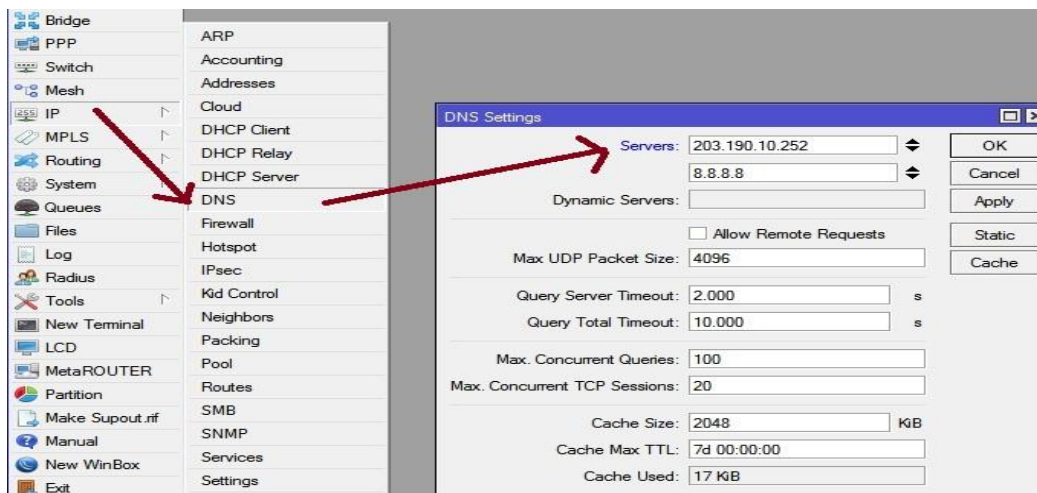 Bridge
PPP
Switch
Mesh
255 IP
MPLS
Routing
System
Queues
Files
Log
Radius
Tools
New Terminal
LCD
MetaROUTER
Partition
Make Supout.rif
Manual
New WinBox
Exit
ARP
Accounting
Addresses
Cloud
DHCP Client
DHCP Relay
DHCP Server
DNS
Firewall
Hotspot
IPsec
Kid Control
Neighbors
Packing
Pool
Routes
SMB
SNMP
Services
Settings
DNS Settings
Servers: 203.190.10.252
8.8.8.8
Dynamic Servers:
Allow Remote Requests
Max UDP Packet Size: 4096
Query Server Timeout: 2.000 s
Query Total Timeout: 10.000 s
Max. Concurrent Queries: 100
Max. Concurrent TCP Sessions: 20
Cache Size: 2048 KiB
Cache Max TTL: 7d 00:00:00
Cache Used: 17 KiB
OK
Cancel
Apply
Static
Cache